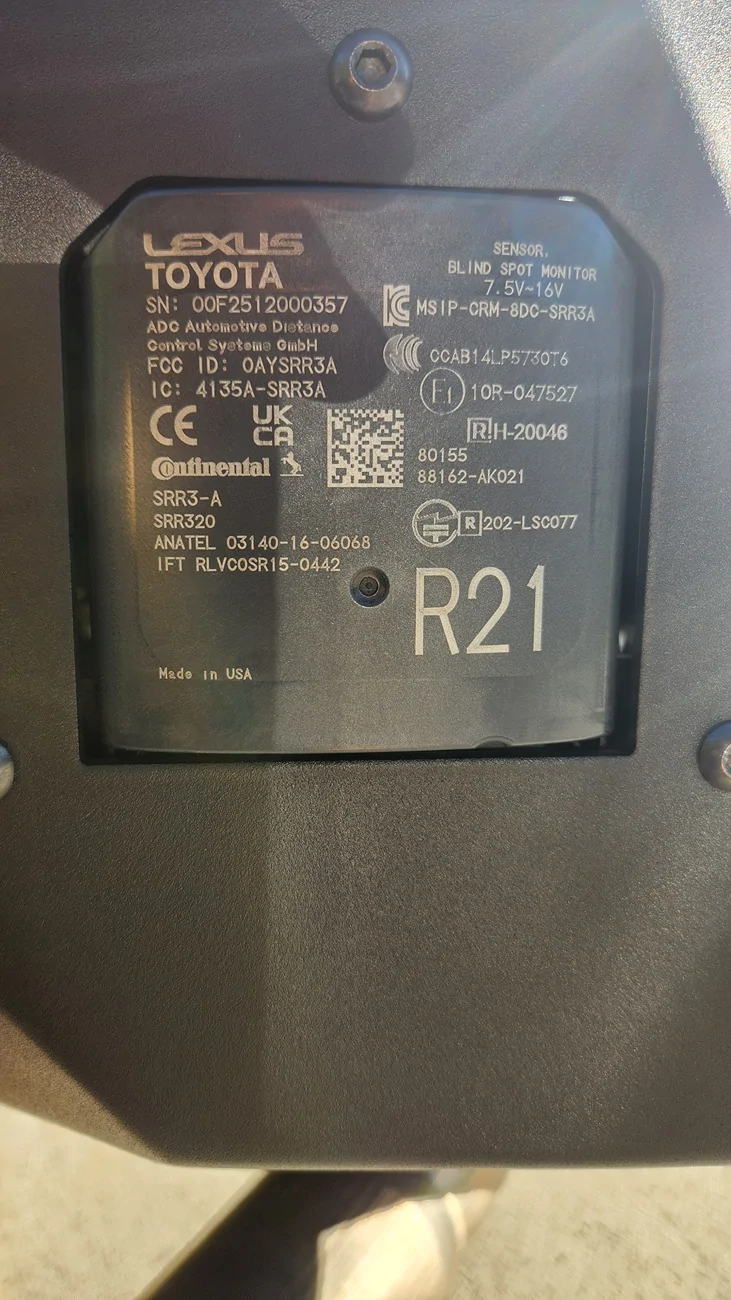 LEXUS
TOYOTA
SN: 00F2512000357
ADC Automotive Distance
Control Systems GmbH
FCC ID: OAYSRR3A
IC: 4135A-SRR3A
CE
UK
CA
Continental
SRR3-A
SRR320
ANATEL 03140-16-06068
IFT RLVCOSR15-0442
Made in USA
SENSOR,
BLIND SPOT MONITOR
7.5V~16V
MSIP-CRM-8DC-SRR3A
CCAB14LP5730T6
E1 10R-047527
R H-20046
80155
88162-AK021
R 202-LSC077
R21